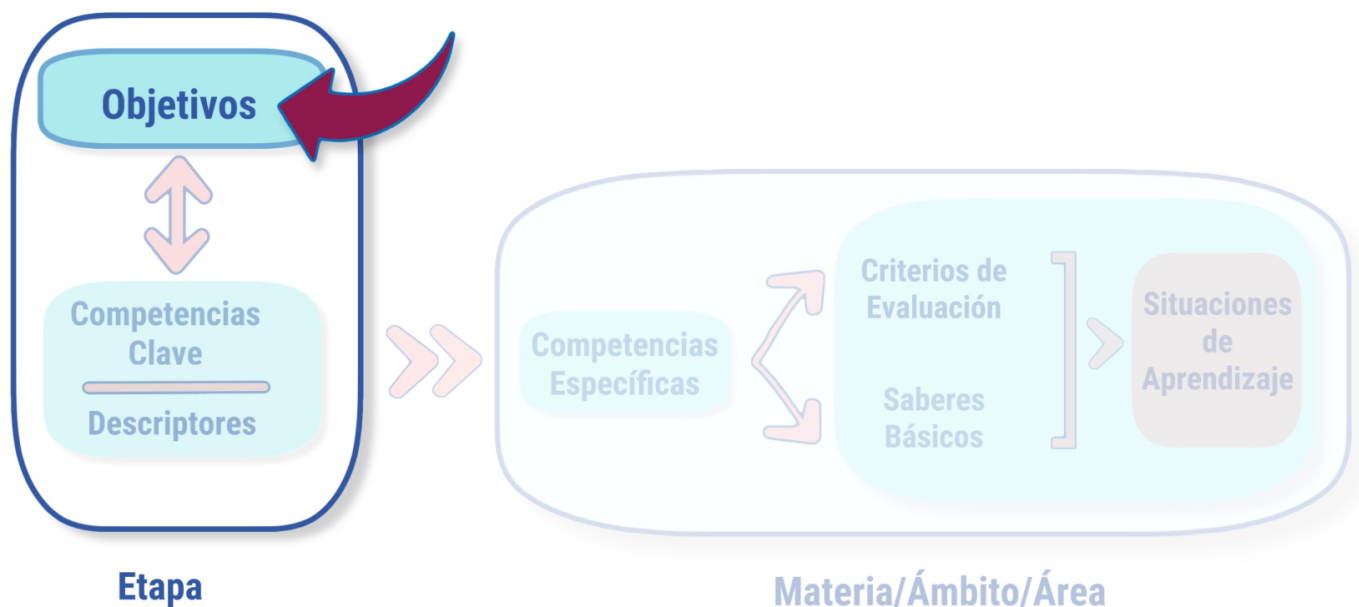 Objetivos
Competencias
Clave
Descriptores
Etapa
Competencias
Específicas
Criterios de
Evaluación
Saberes
Básicos
Situaciones
de
Aprendizaje
Materia/Ámbito/Área